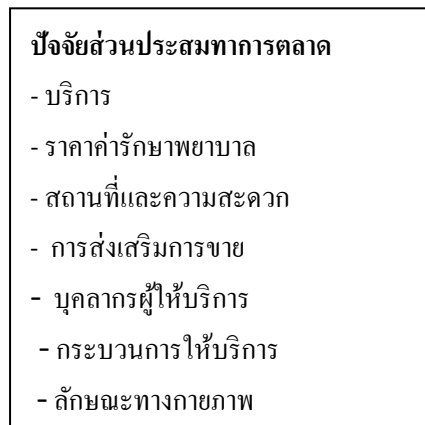 ปัจจัยส่วนประสมทาการตลาด
- บริการ
- ราคาค่ารักษาพยาบาล
- สถานที่และความสะดวก
- การส่งเสริมการขาย
- บุคลากรผู้ให้บริการ
- กระบวนการให้บริการ
- ลักษณะทางกายภาพ